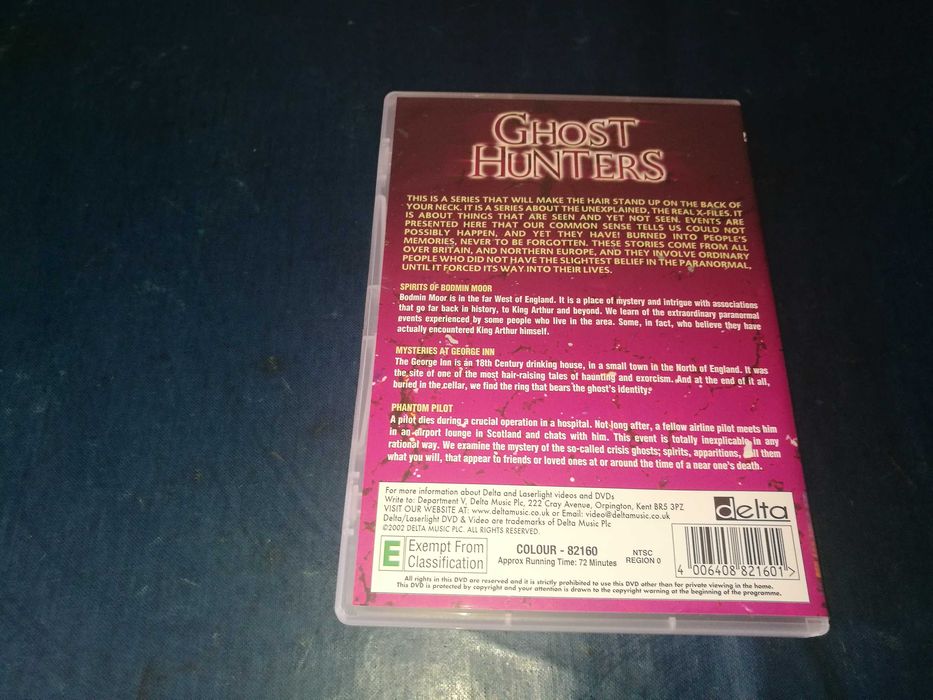 GHOST
HUNTERS
THIS IS A SERIES THAT WILL MAKE THE HAIR STAND UP ON THE BACK OF
YOUR NECK. IT IS A SERIES ABOUT THE UNEXPLAINED, THE REAL X-FILES. IT
IS ABOUT THINGS THAT ARE SEEN AND YET NOT SEEN. EVENTS ARE
PRESENTED HERE THAT OUR COMMON SENSE TELLS US COULD NOT
POSSIBLY HAPPEN, AND YET THEY HAVE! BURNED INTO PEOPLE'S
MEMORIES, NEVER TO BE FORGOTTEN. THESE STORIES COME FROM ALL
OVER BRITAIN, AND NORTHERN EUROPE, AND THEY INVOLVE ORDINARY
PEOPLE WHO DID NOT HAVE THE SLIGHTEST BELIEF IN THE PARANORMAL,
UNTIL IT FORCED ITS WAY INTO THEIR LIVES.
SPIRITS OF BODMIN MOOR
Bodmin Moor is in the far West of England. It is a place of mystery and intrigue with associations
that go far back in history, to King Arthur and beyond. We learn of the extraordinary paranormal
events experienced by some people who live in the area. Some, in fact, who believe they have
actually encountered King Arthur himself.
MYSTERIES AT GEORGE INN
The George Inn is an 18th Century drinking house, in a small town in the North of England. It was
the site of one of the most hair-raising tales of haunting and exorcism. And at the end of it all,
buried in the cellar, we find the ring that bears the ghost's identity.
PHANTOM PILOT
A pilot dies during a crucial operation in a hospital. Not long after, a fellow airline pilot meets him
in an airport lounge in Scotland and chats with him. This event is totally inexplicable in any
rational way. We examine the mystery of the so-called crisis ghosts; spirits, apparitions, call them
what you will, that appear to friends or loved ones at or around the time of a near one's death.
For more information about Delta and Laserlight videos and DVDs
Write to: Department V, Delta Music Plc, 222 Cray Avenue, Orpington, Kent BR5 3PZ
VISIT OUR WEBSITE AT: www.deltamusic.co.uk or Email: video@deltamusic.co.uk
Delta/Laserlight DVD & Video are trademarks of Delta Music Plc
©2002 DELTA MUSIC PLC. ALL RIGHTS RESERVED.
delta
E Exempt From
Classification
COLOUR - 82160
Approx Running Time: 72 Minutes
NTSC
REGION 0
4 006408 821601 >
All rights in this DVD are reserved and it is strictly prohibited to use this DVD other than for private viewing in the home.
This DVD is protected by copyright and your attention is drawn to the copyright warning at the beginning of the programme.